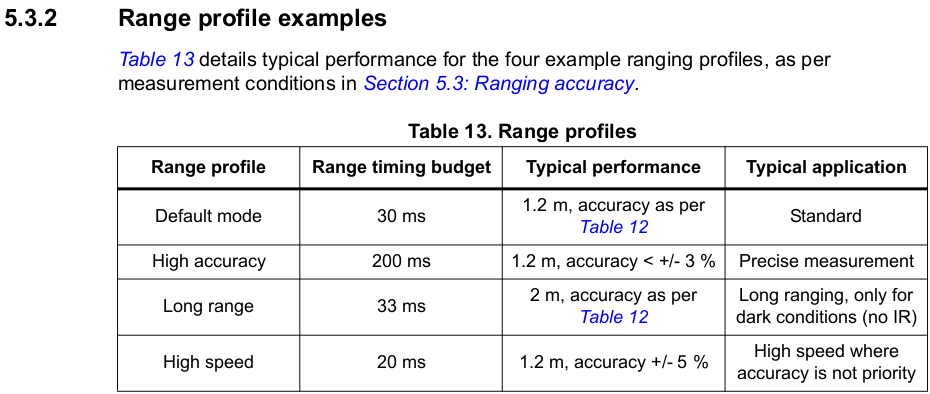 5.3.2 Range profile examples
Table 13 details typical performance for the four example ranging profiles, as per
measurement conditions in Section 5.3: Ranging accuracy.
Table 13. Range profiles
Range profile Range timing budget Typical performance Typical application
Default mode 30 ms 1.2 m, accuracy as per Table 12 Standard
High accuracy 200 ms 1.2 m, accuracy < +/- 3 % Precise measurement
Long range 33 ms 2 m, accuracy as per Table 12 Long ranging, only for dark conditions (no IR)
High speed 20 ms 1.2 m, accuracy +/- 5 % High speed where accuracy is not priority